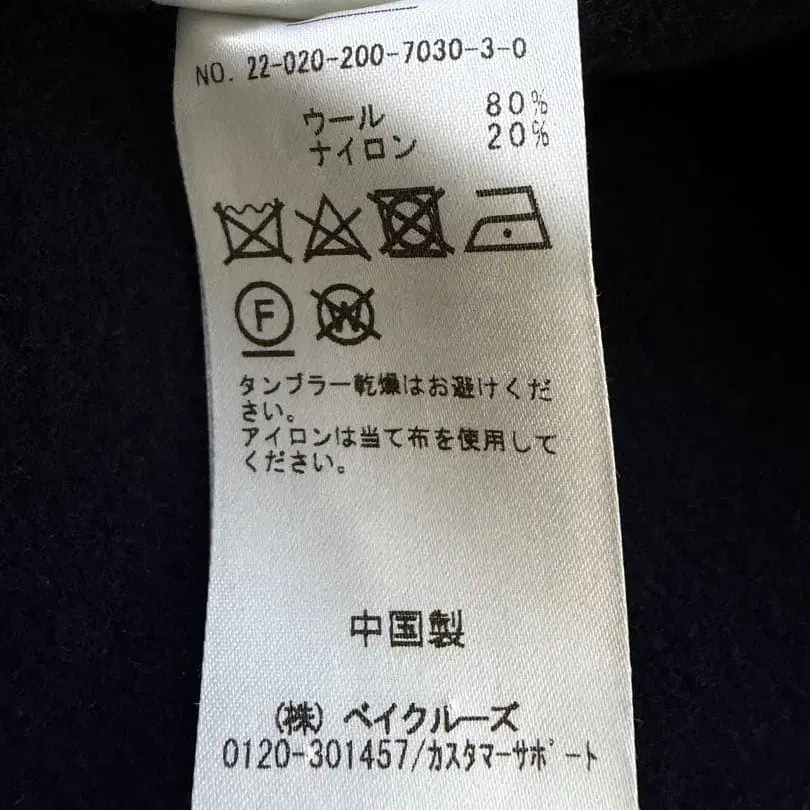 NO. 22-020-200-7030-3-0
ウール 80%
ナイロン 20%
F W
タンブラー乾燥はお避けくだ
さい。
アイロンは当て布を使用して
ください。
中国製
(株) ベイクルーズ
0120-301457/カスタマーサポート